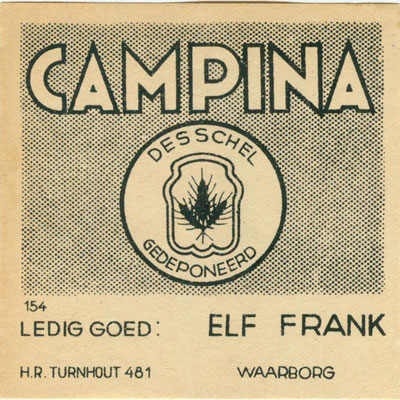 CAMPINA
DESSCHEL
GEDEPONEERD
154
LEDIG GOED: ELF FRANK
H.R. TURNHOUT 481 WAARBORG